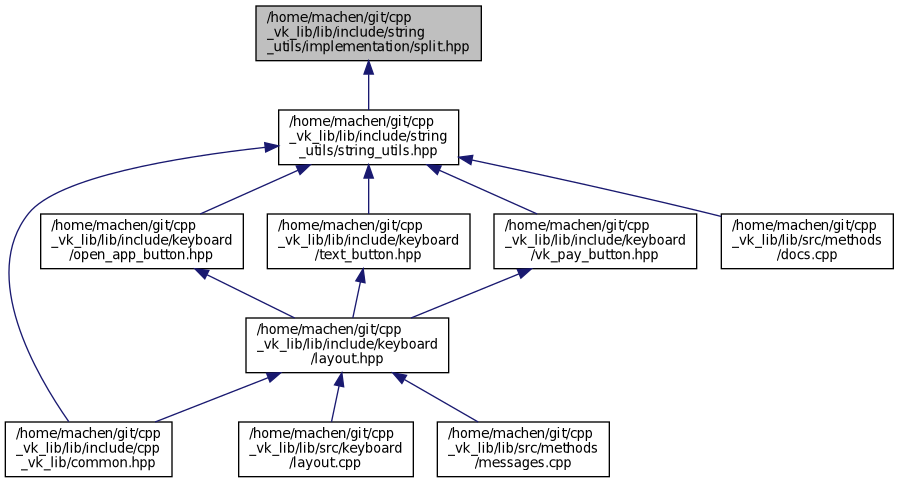 /home/machen/git/cpp
_vk_lib/lib/include/string
_utils/implementation/split.hpp
/home/machen/git/cpp
_vk_lib/lib/include/string
_utils/string_utils.hpp
/home/machen/git/cpp
_vk_lib/lib/include/keyboard
/open_app_button.hpp
/home/machen/git/cpp
_vk_lib/lib/include/keyboard
/text_button.hpp
/home/machen/git/cpp
_vk_lib/lib/include/keyboard
/vk_pay_button.hpp
/home/machen/git/cpp
_vk_lib/lib/src/methods
/docs.cpp
/home/machen/git/cpp
_vk_lib/lib/include/keyboard
/layout.hpp
/home/machen/git/cpp
_vk_lib/lib/include/cpp
_vk_lib/common.hpp
/home/machen/git/cpp
_vk_lib/lib/src/keyboard
/layout.cpp
/home/machen/git/cpp
_vk_lib/lib/src/methods
/messages.cpp